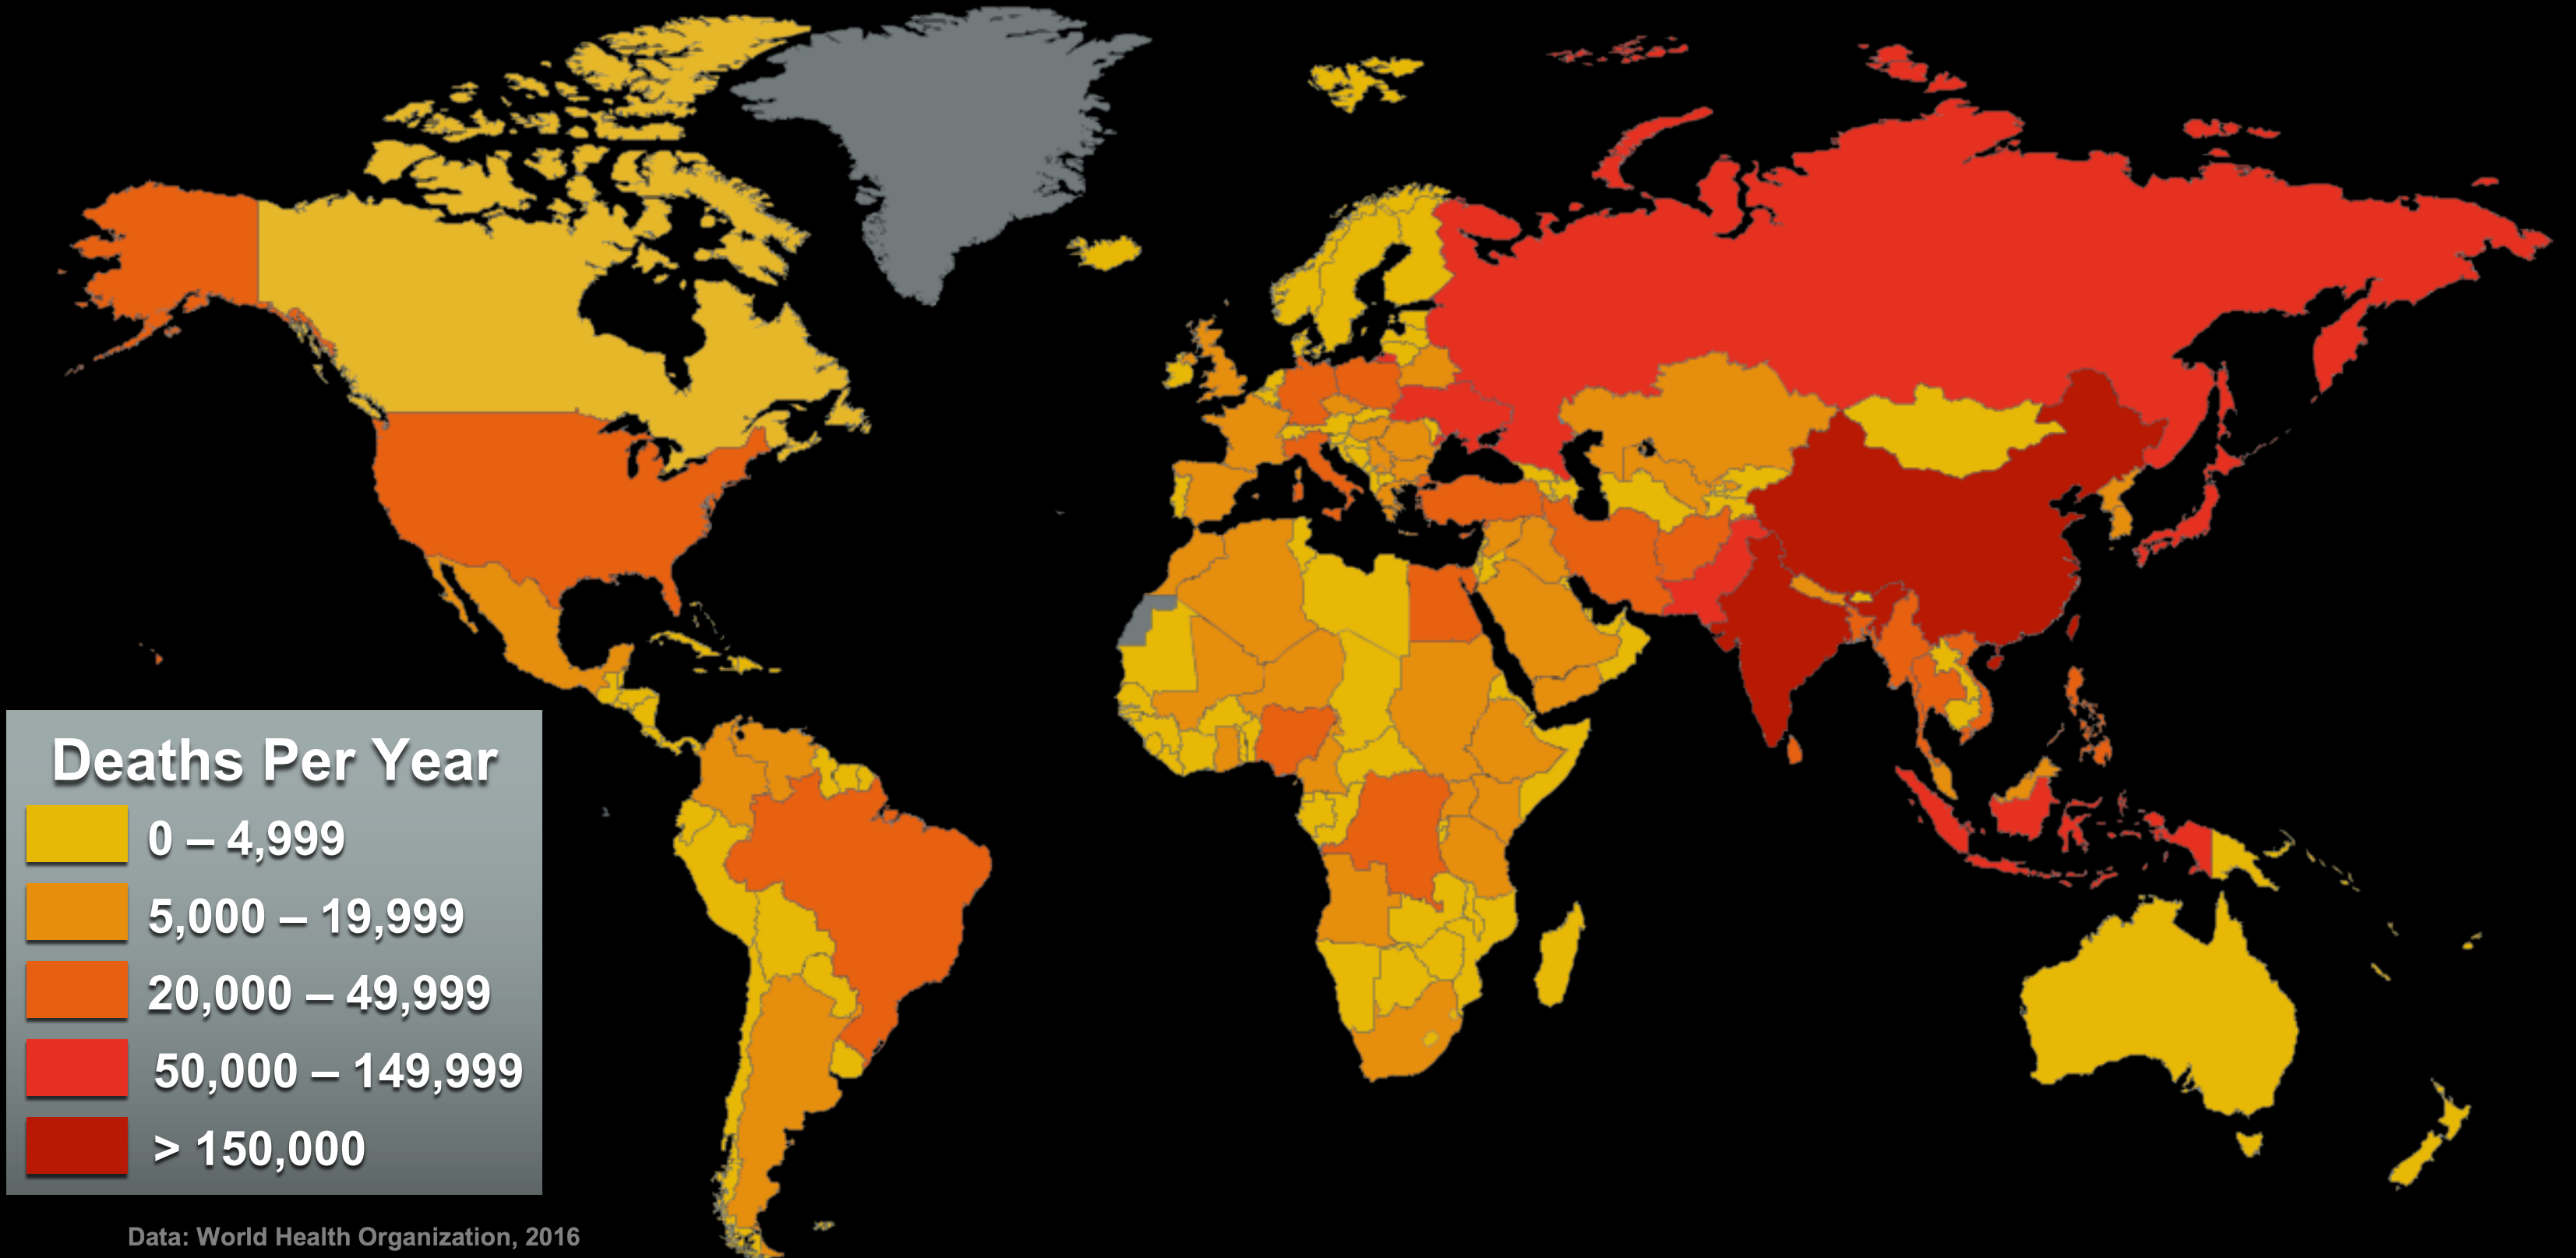 Deaths Per Year
0 – 4,999
5,000 – 19,999
20,000 – 49,999
50,000 – 149,999
> 150,000
Data: World Health Organization, 2016